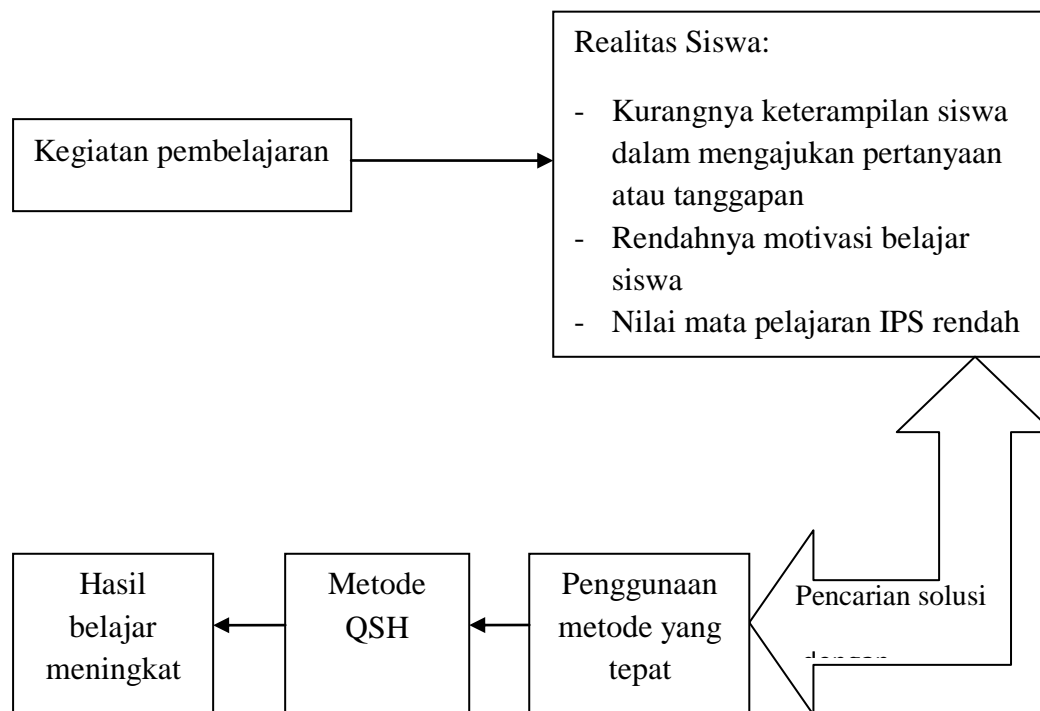 Realitas Siswa:
Kegiatan pembelajaran
- Kurangnya keterampilan siswa
dalam mengajukan pertanyaan
atau tanggapan
- Rendahnya motivasi belajar
siswa
- Nilai mata pelajaran IPS rendah
Pencarian solusi
Penggunaan
metode yang
tepat
Metode
QSH
Hasil
belajar
meningkat